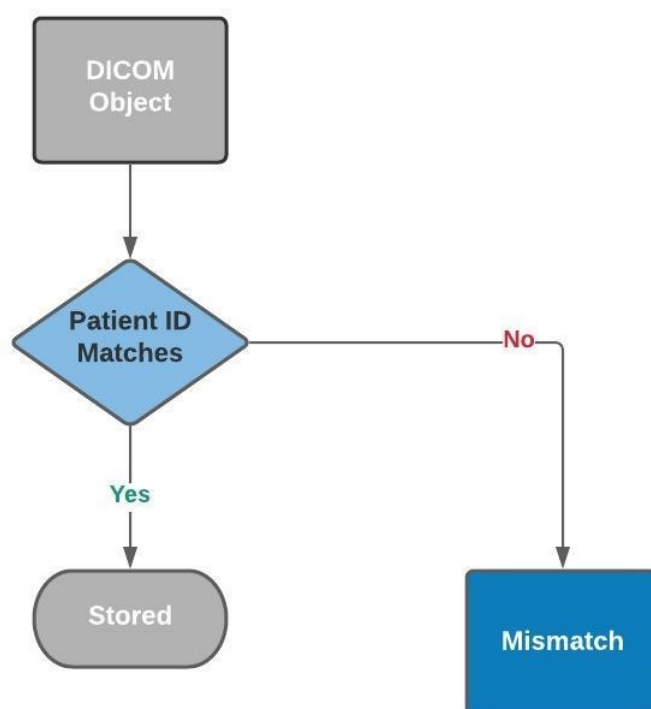 DICOM
Object
Patient ID
Matches
No
Yes
Stored
Mismatch